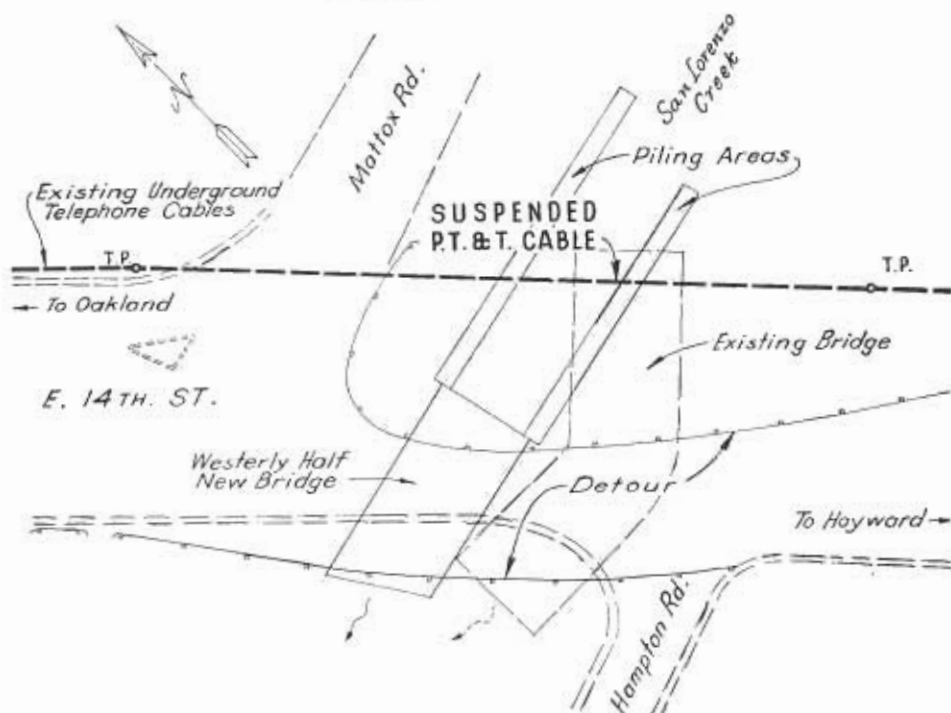 San Lorenzo
Creek
N
Mattox Rd.
Piling Areas
Existing Underground
Telephone Cables
SUSPENDED
P.T. & T. CABLE
T.P.
T.P.
To Oakland
Existing Bridge
E. 14TH. ST.
Westerly Half
New Bridge
Detour
To Hayward
Hampton Rd.